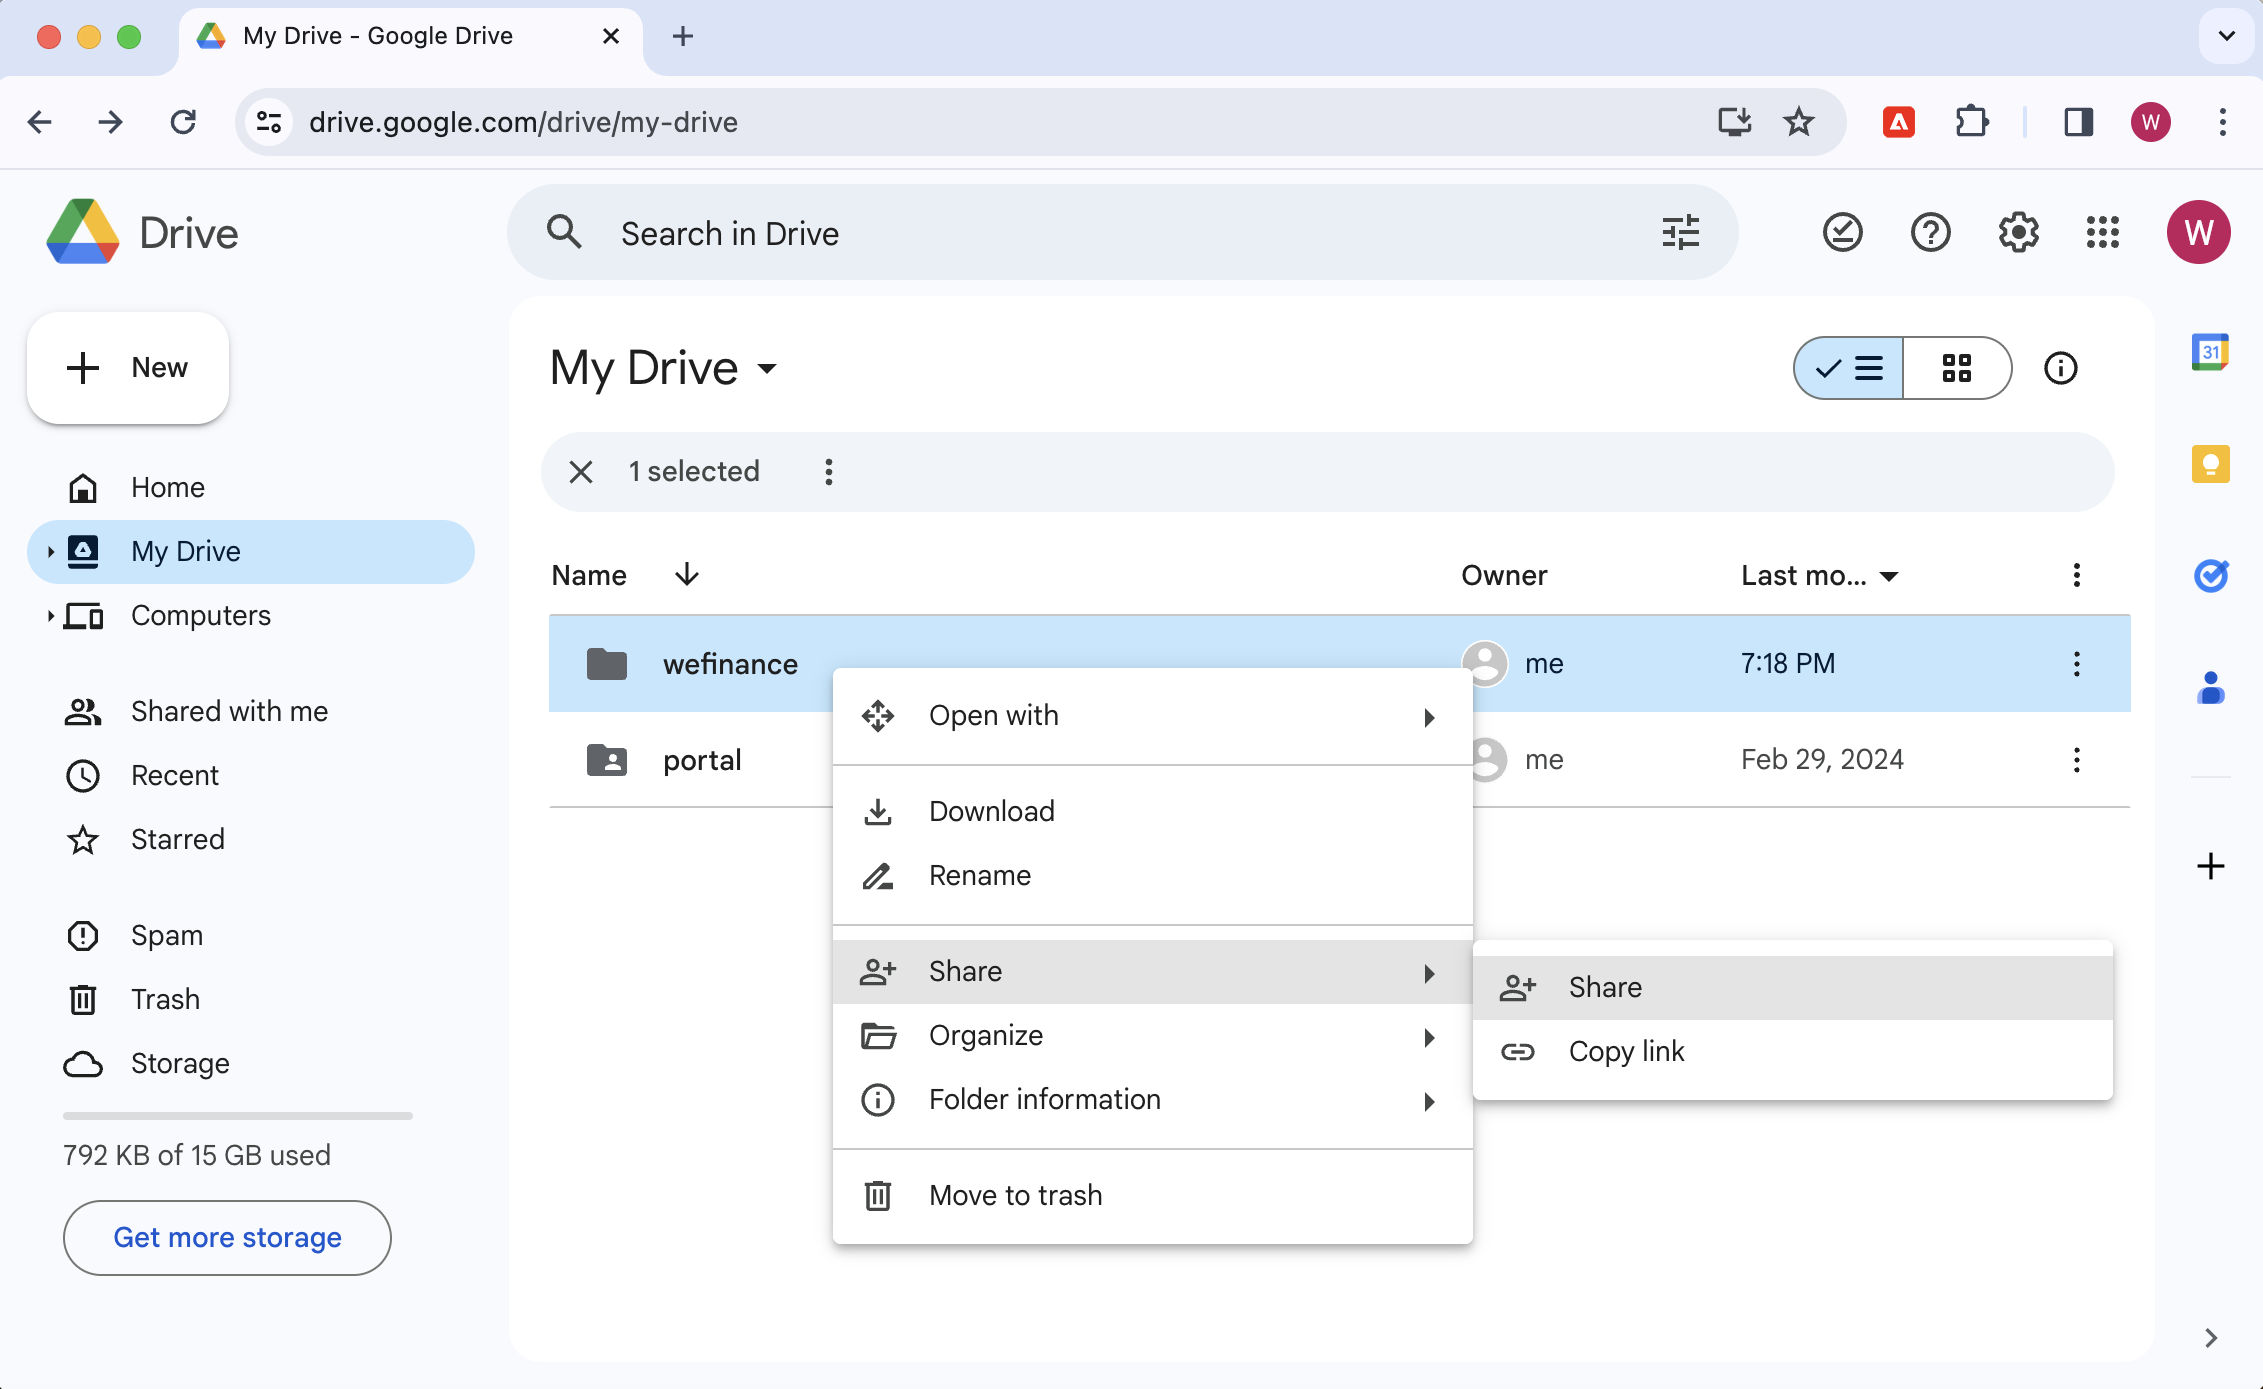 My Drive - Google Drive
drive.google.com/drive/my-drive
W
Drive
Search in Drive
W
New
My Drive
31
1 selected
Home
My Drive
Computers
Name
Owner
Last mo...
wefinance
me
7:18 PM
portal
me
Feb 29, 2024
Shared with me
Recent
Starred
Spam
Trash
Storage
792 KB of 15 GB used
Get more storage
Open with
Download
Rename
Share
Organize
Folder information
Move to trash
Share
Copy link